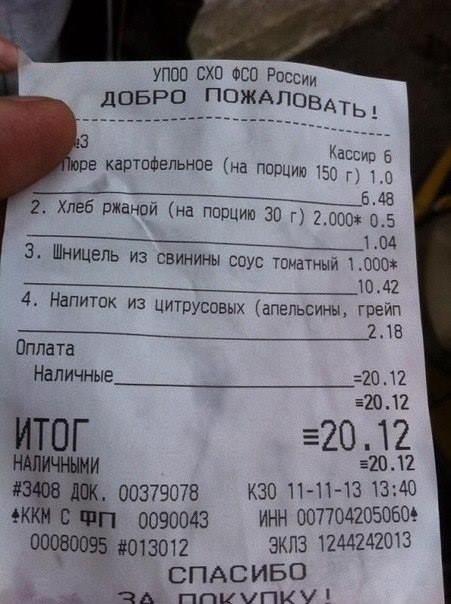 УПОО СХО ФСО России
ДОБРО ПОЖАЛОВАТЬ!
№3 Кассир 6
Пюре картофельное (на порцию 150 г) 1.0
6.48
2. Хлеб ржаной (на порцию 30 г) 2.000* 0.5
1.04
3. Шницель из свинины соус томатный 1.000*
10.42
4. Напиток из цитрусовых (апельсины, грейп
2.18
Оплата
Наличные =20.12
≡20.12
ИТОГ ≡20.12
НАЛИЧНЫМИ ≡20.12
#3408 ДОК. 00379078 КЗО 11-11-13 13:40
ККМ С ФП 0090043 ИНН 007704205060
00080095 #013012 ЭКЛЗ 1244242013
СПАСИБО
ЗА ПОКУПКУ!